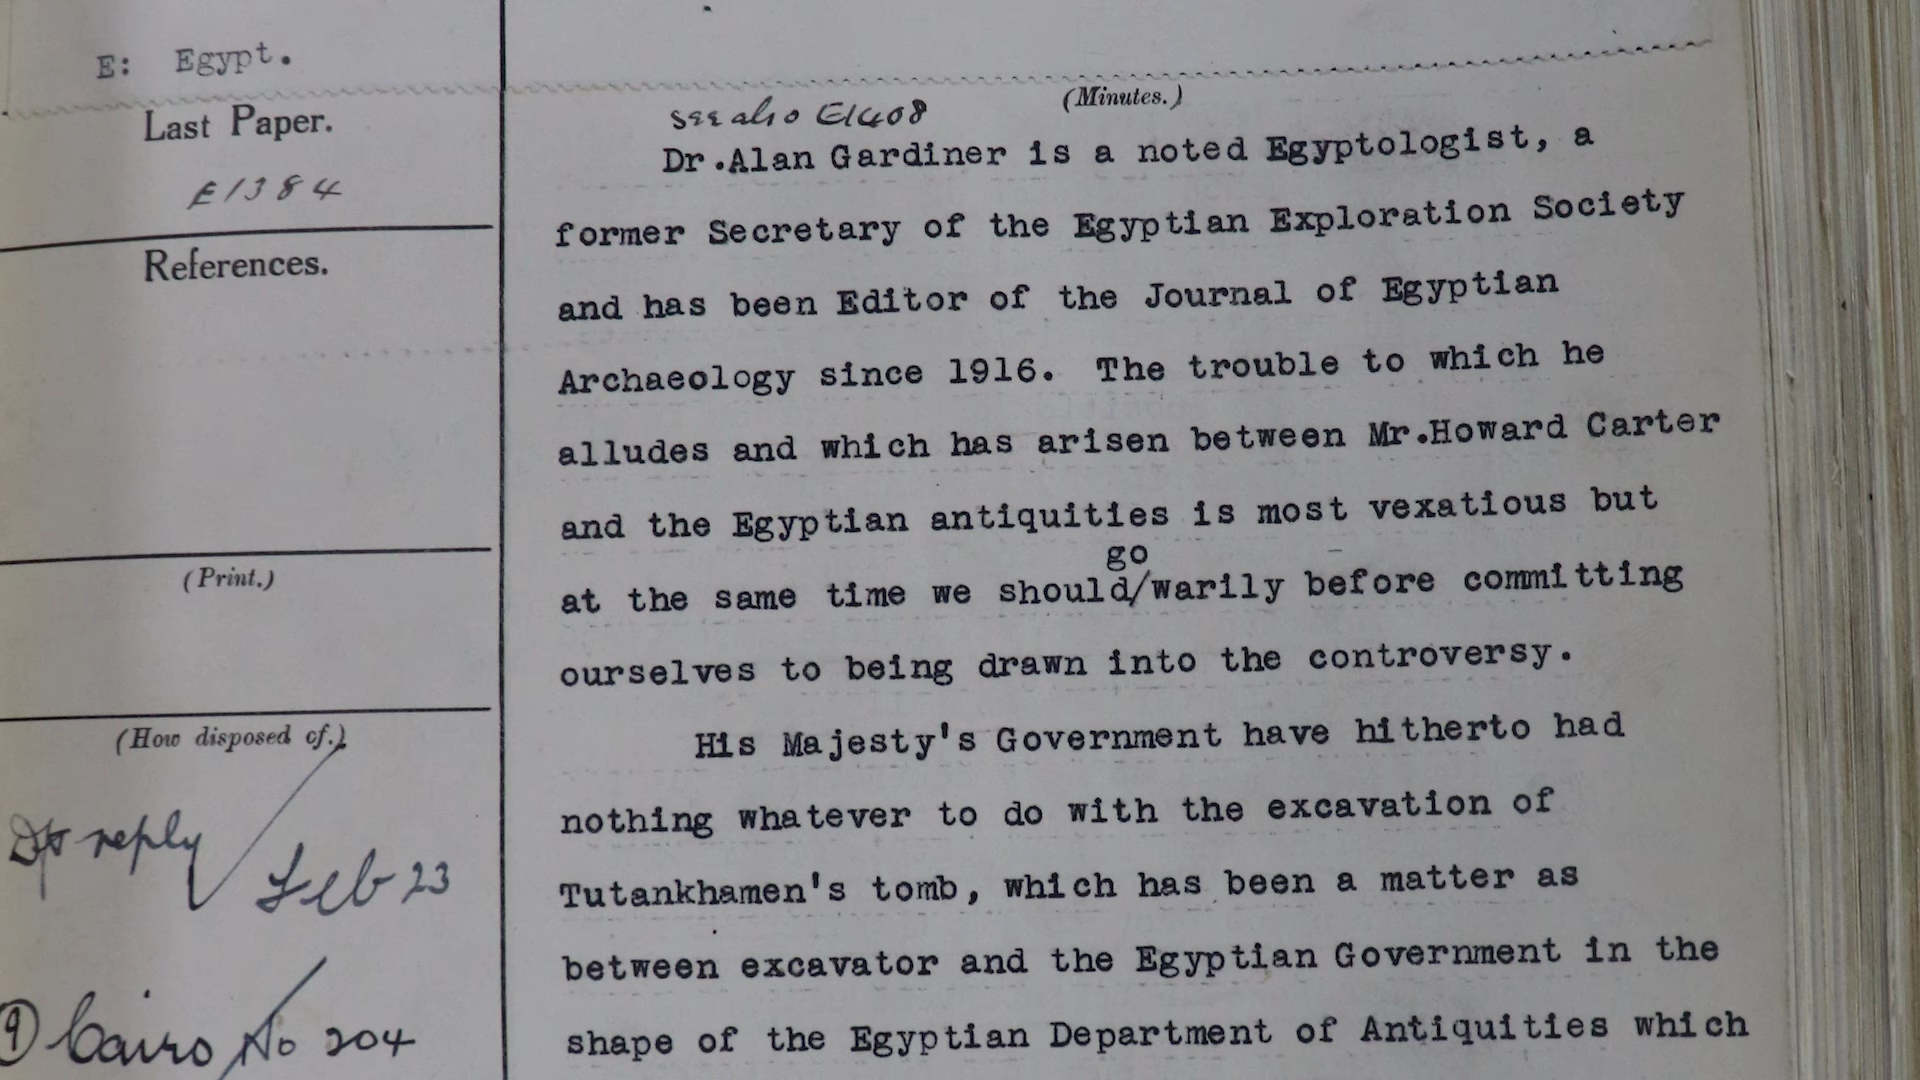 E: Egypt.
Last Paper.
E1384
References.
(Print.)
(How disposed of.)
Dft reply
Feb 23
9) Cairo No 204
(Minutes.)
see also E1408
Dr.Alan Gardiner is a noted Egyptologist, a
former Secretary of the Egyptian Exploration Society
and has been Editor of the Journal of Egyptian
Archaeology since 1916. The trouble to which he
alludes and which has arisen between Mr.Howard Carter
and the Egyptian antiquities is most vexatious but
go
at the same time we should/warily before committing
ourselves to being drawn into the controversy.
His Majesty's Government have hitherto had
nothing whatever to do with the excavation of
Tutankhamen's tomb, which has been a matter as
between excavator and the Egyptian Government in the
shape of the Egyptian Department of Antiquities which